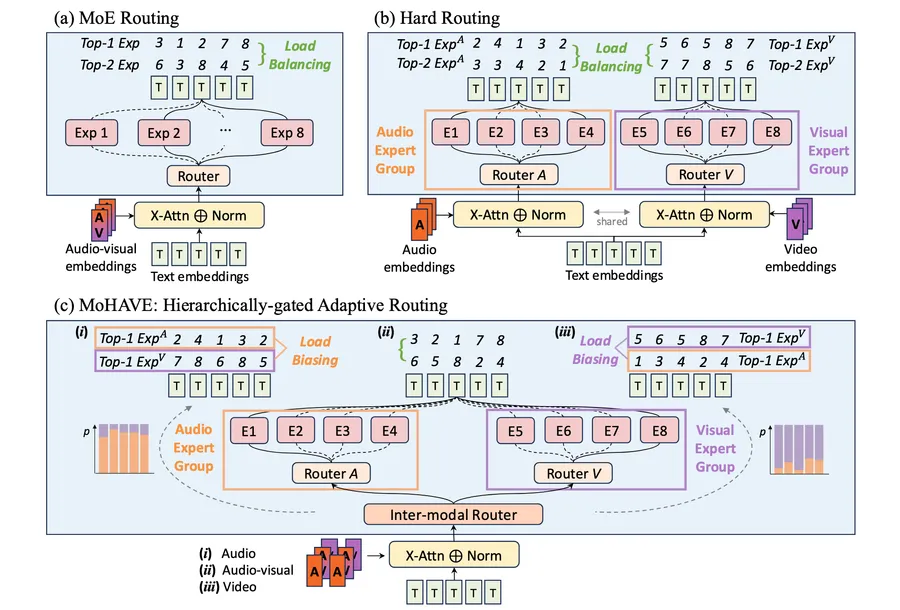 (a) MoE Routing
Top-1 Exp 3 1 2 7 8
Top-2 Exp 6 3 8 4 5
Load Balancing
T T T T T
Exp 1 Exp 2 ... Exp 8
Router
X-Attn ⊕ Norm
A V
Audio-visual embeddings
T T T T T
Text embeddings
(b) Hard Routing
Top-1 Exp^A 2 4 1 3 2
Top-2 Exp^A 3 3 4 2 1
Load Balancing
5 6 5 8 7 Top-1 Exp^V
7 7 8 5 6 Top-2 Exp^V
T T T T T
T T T T T
Audio Expert Group
E1 E2 E3 E4
Router A
E5 E6 E7 E8
Router V
Visual Expert Group
X-Attn ⊕ Norm
shared
X-Attn ⊕ Norm
A
Audio embeddings
T T T T T
Text embeddings
V
Video embeddings
(c) MoHAVE: Hierarchically-gated Adaptive Routing
(i)
Top-1 Exp^A 2 4 1 3 2
Top-1 Exp^V 7 8 6 8 5
Load Biasing
T T T T T
(ii)
3 2 1 7 8
6 5 8 2 4
T T T T T
(iii)
Load Biasing
5 6 5 8 7 Top-1 Exp^V
1 3 4 2 4 Top-1 Exp^A
T T T T T
p
Audio Expert Group
E1 E2 E3 E4
Router A
E5 E6 E7 E8
Router V
Visual Expert Group
p
Inter-modal Router
(i) Audio
(ii) Audio-visual
(iii) Video
A V A V
A A
X-Attn ⊕ Norm
T T T T T